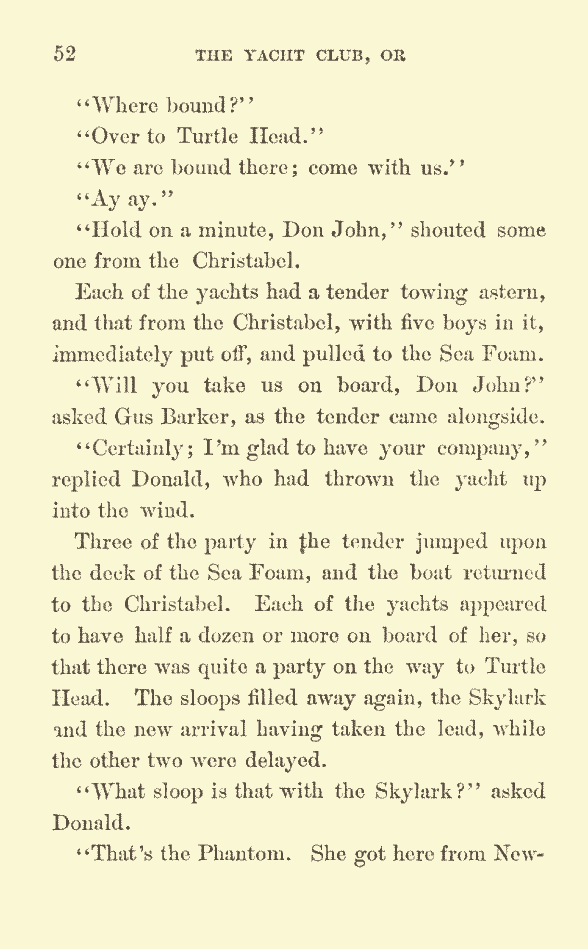 52 THE YACHT CLUB, OR
“Where bound?”
“Over to Turtle Head.”
“We are bound there; come with us.”
“Ay ay.”
“Hold on a minute, Don John,” shouted some
one from the Christabel.
Each of the yachts had a tender towing astern,
and that from the Christabel, with five boys in it,
immediately put off, and pulled to the Sea Foam.
“Will you take us on board, Don John?”
asked Gus Barker, as the tender came alongside.
“Certainly; I’m glad to have your company,”
replied Donald, who had thrown the yacht up
into the wind.
Three of the party in the tender jumped upon
the deck of the Sea Foam, and the boat returned
to the Christabel. Each of the yachts appeared
to have half a dozen or more on board of her, so
that there was quite a party on the way to Turtle
Head. The sloops filled away again, the Skylark
and the new arrival having taken the lead, while
the other two were delayed.
“What sloop is that with the Skylark?” asked
Donald.
“That’s the Phantom. She got here from New-